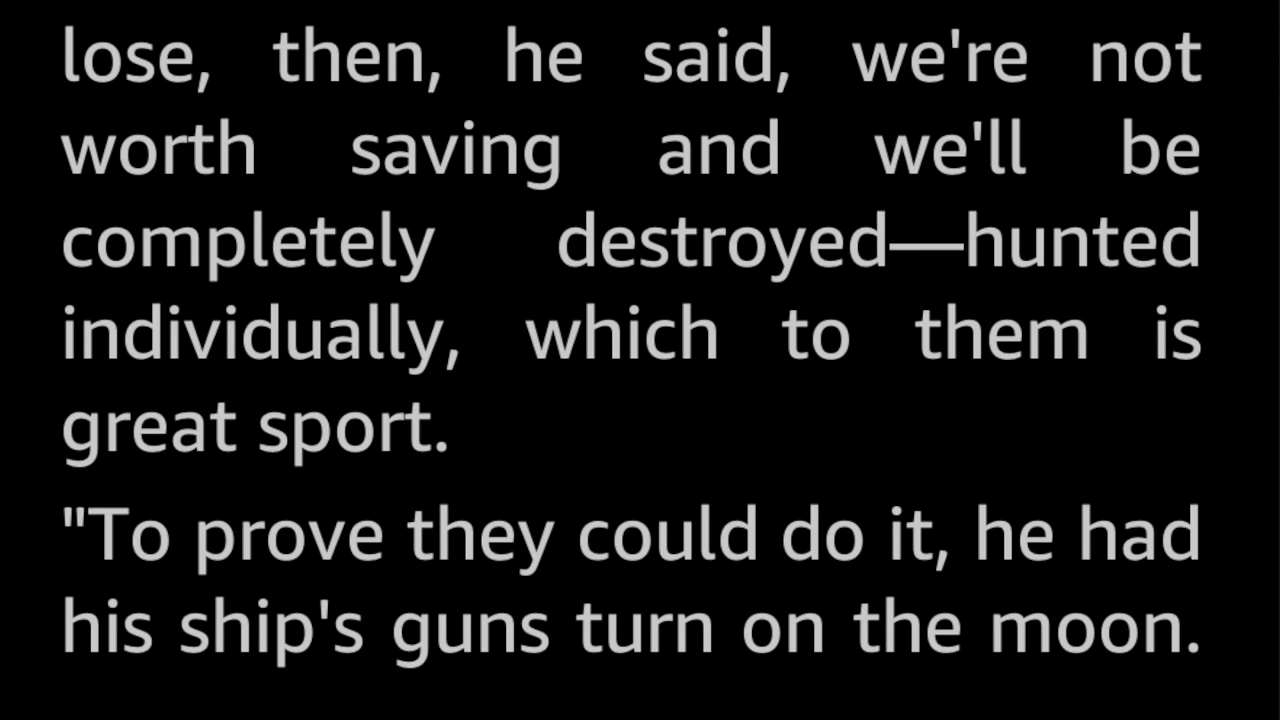 lose, then, he said, we're not
worth saving and we'll be
completely destroyed—hunted
individually, which to them is
great sport.
"To prove they could do it, he had
his ship's guns turn on the moon.